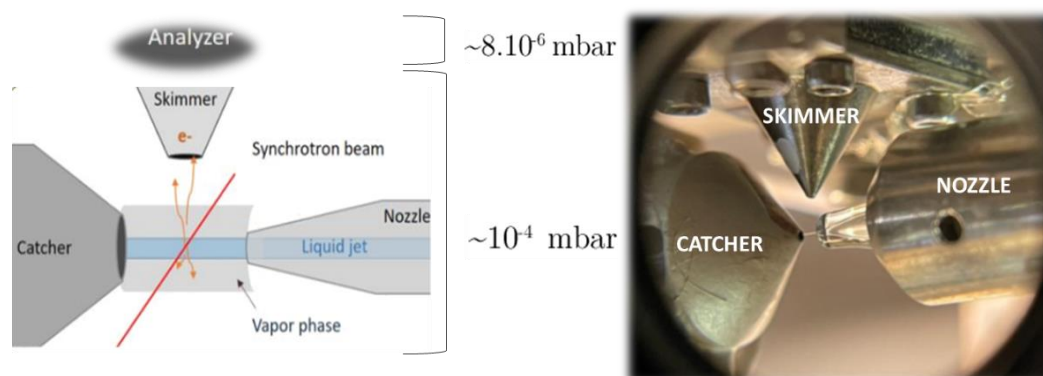 Analyzer
~8.10⁻⁶ mbar
Skimmer
e-
Synchrotron beam
Nozzle
Catcher
Liquid jet
~10⁻⁴ mbar
Vapor phase
SKIMMER
NOZZLE
CATCHER